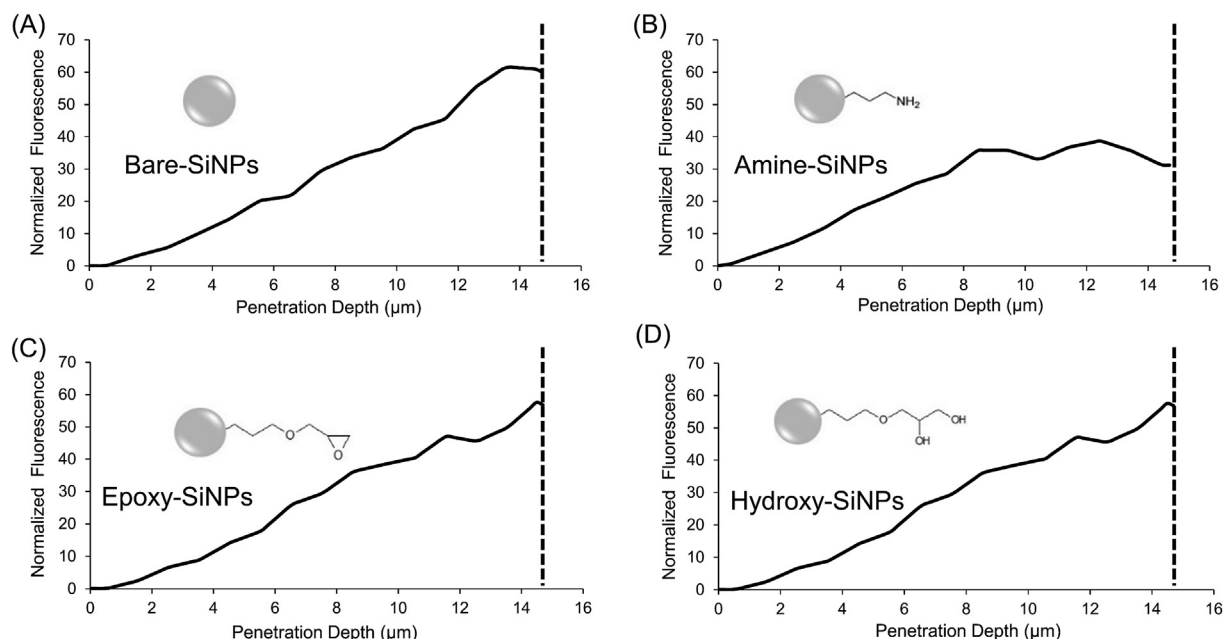 (A)
Normalized Fluorescence
70
60
50
40
30
20
10
0
Bare-SiNPs
0 2 4 6 8 10 12 14 16
Penetration Depth (μm)
(B)
Normalized Fluorescence
70
60
50
40
30
20
10
0
NH2
Amine-SiNPs
0 2 4 6 8 10 12 14 16
Penetration Depth (μm)
(C)
Normalized Fluorescence
70
60
50
40
30
20
10
0
O
O
Epoxy-SiNPs
0 2 4 6 8 10 12 14 16
Penetration Depth (μm)
(D)
Normalized Fluorescence
70
60
50
40
30
20
10
0
O OH
OH
Hydroxy-SiNPs
0 2 4 6 8 10 12 14 16
Penetration Depth (μm)